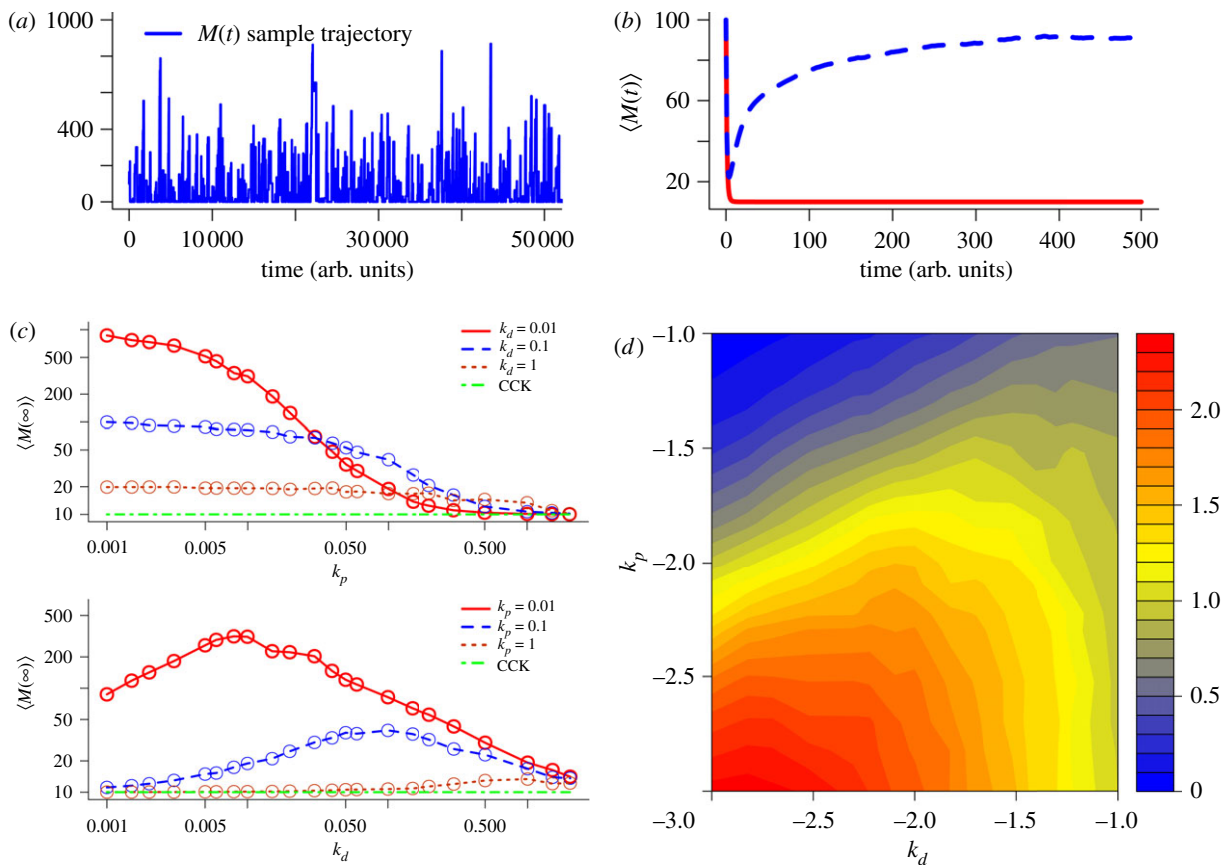 (a)
1000
M(t) sample trajectory
400
0
0 10 000 30 000 50 000
time (arb. units)
(b)
100
60
20
⟨M(t)⟩
0 100 200 300 400 500
time (arb. units)
(c)
500
200
50
20
10
⟨M(∞)⟩
k_d = 0.01
k_d = 0.1
k_d = 1
CCK
0.001 0.005 0.050 0.500
k_p
500
200
50
20
10
⟨M(∞)⟩
k_p = 0.01
k_p = 0.1
k_p = 1
CCK
0.001 0.005 0.050 0.500
k_d
(d)
–1.0
–1.5
–2.0
–2.5
–3.0
k_p
–2.5 –2.0 –1.5 –1.0
k_d
2.0
1.5
1.0
0.5
0